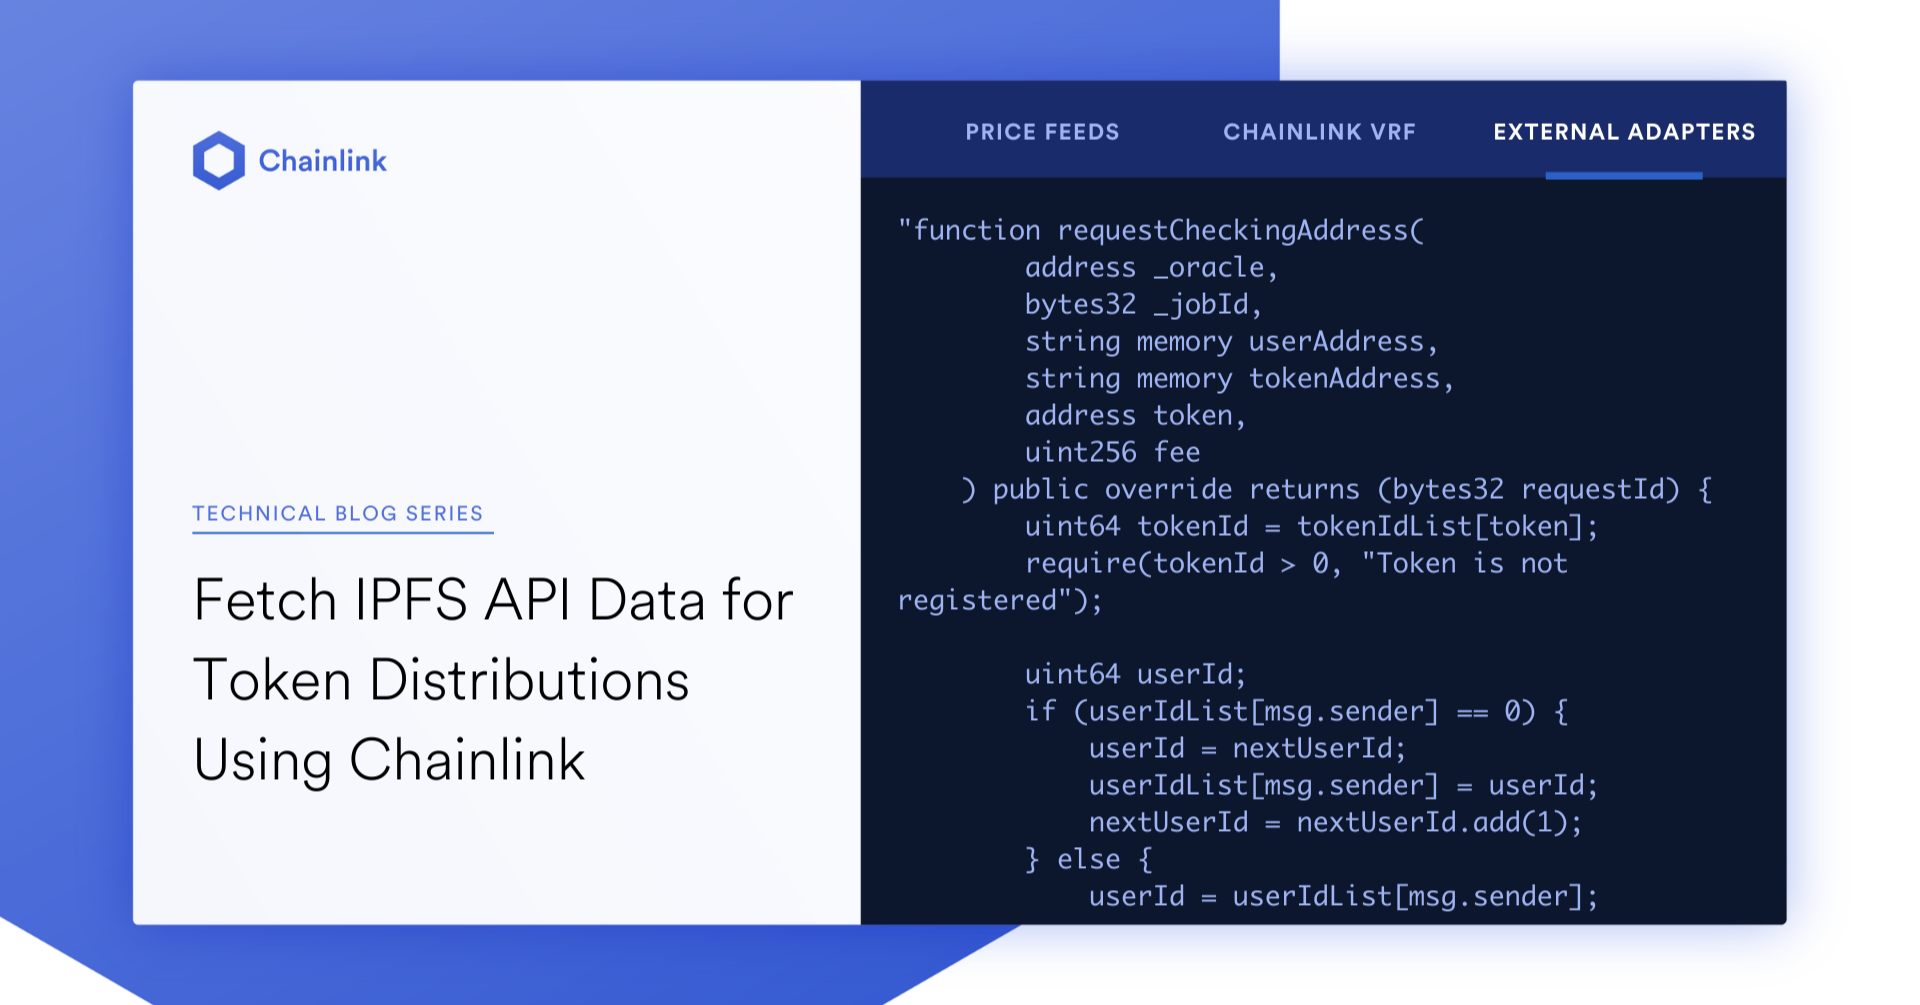 Chainlink
TECHNICAL BLOG SERIES
Fetch IPFS API Data for
Token Distributions
Using Chainlink
PRICE FEEDS
CHAINLINK VRF
EXTERNAL ADAPTERS
"function requestCheckingAddress(
address _oracle,
bytes32 _jobId,
string memory userAddress,
string memory tokenAddress,
address token,
uint256 fee
) public override returns (bytes32 requestId) {
uint64 tokenId = tokenIdList[token];
require(tokenId > 0, "Token is not
registered");
uint64 userId;
if (userIdList[msg.sender] == 0) {
userId = nextUserId;
userIdList[msg.sender] = userId;
nextUserId = nextUserId.add(1);
} else {
userId = userIdList[msg.sender];